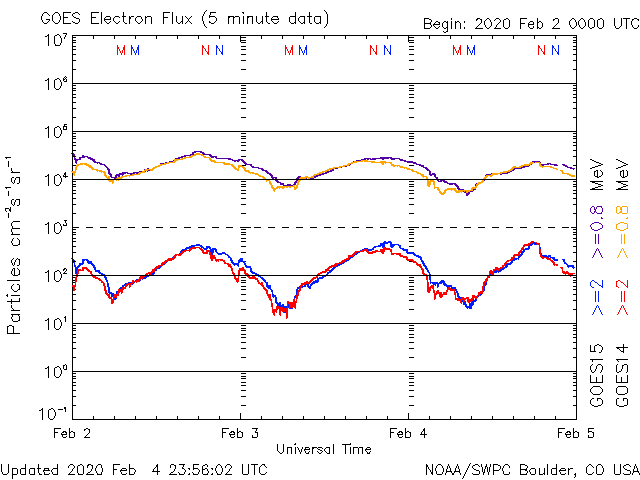 GOES Electron Flux (5 minute data)
Begin: 2020 Feb 2 0000 UTC
10⁷
M M N N M M N N M M N N
10⁶
10⁵
10⁴
10³
10²
10¹
10⁰
10⁻¹
Particles cm⁻²s⁻¹sr⁻¹
Feb 2 Feb 3 Feb 4 Feb 5
Universal Time
GOES15 >=2 >=0.8 MeV
GOES14 >=2 >=0.8 MeV
Updated 2020 Feb 4 23:56:02 UTC
NOAA/SWPC Boulder, CO USA